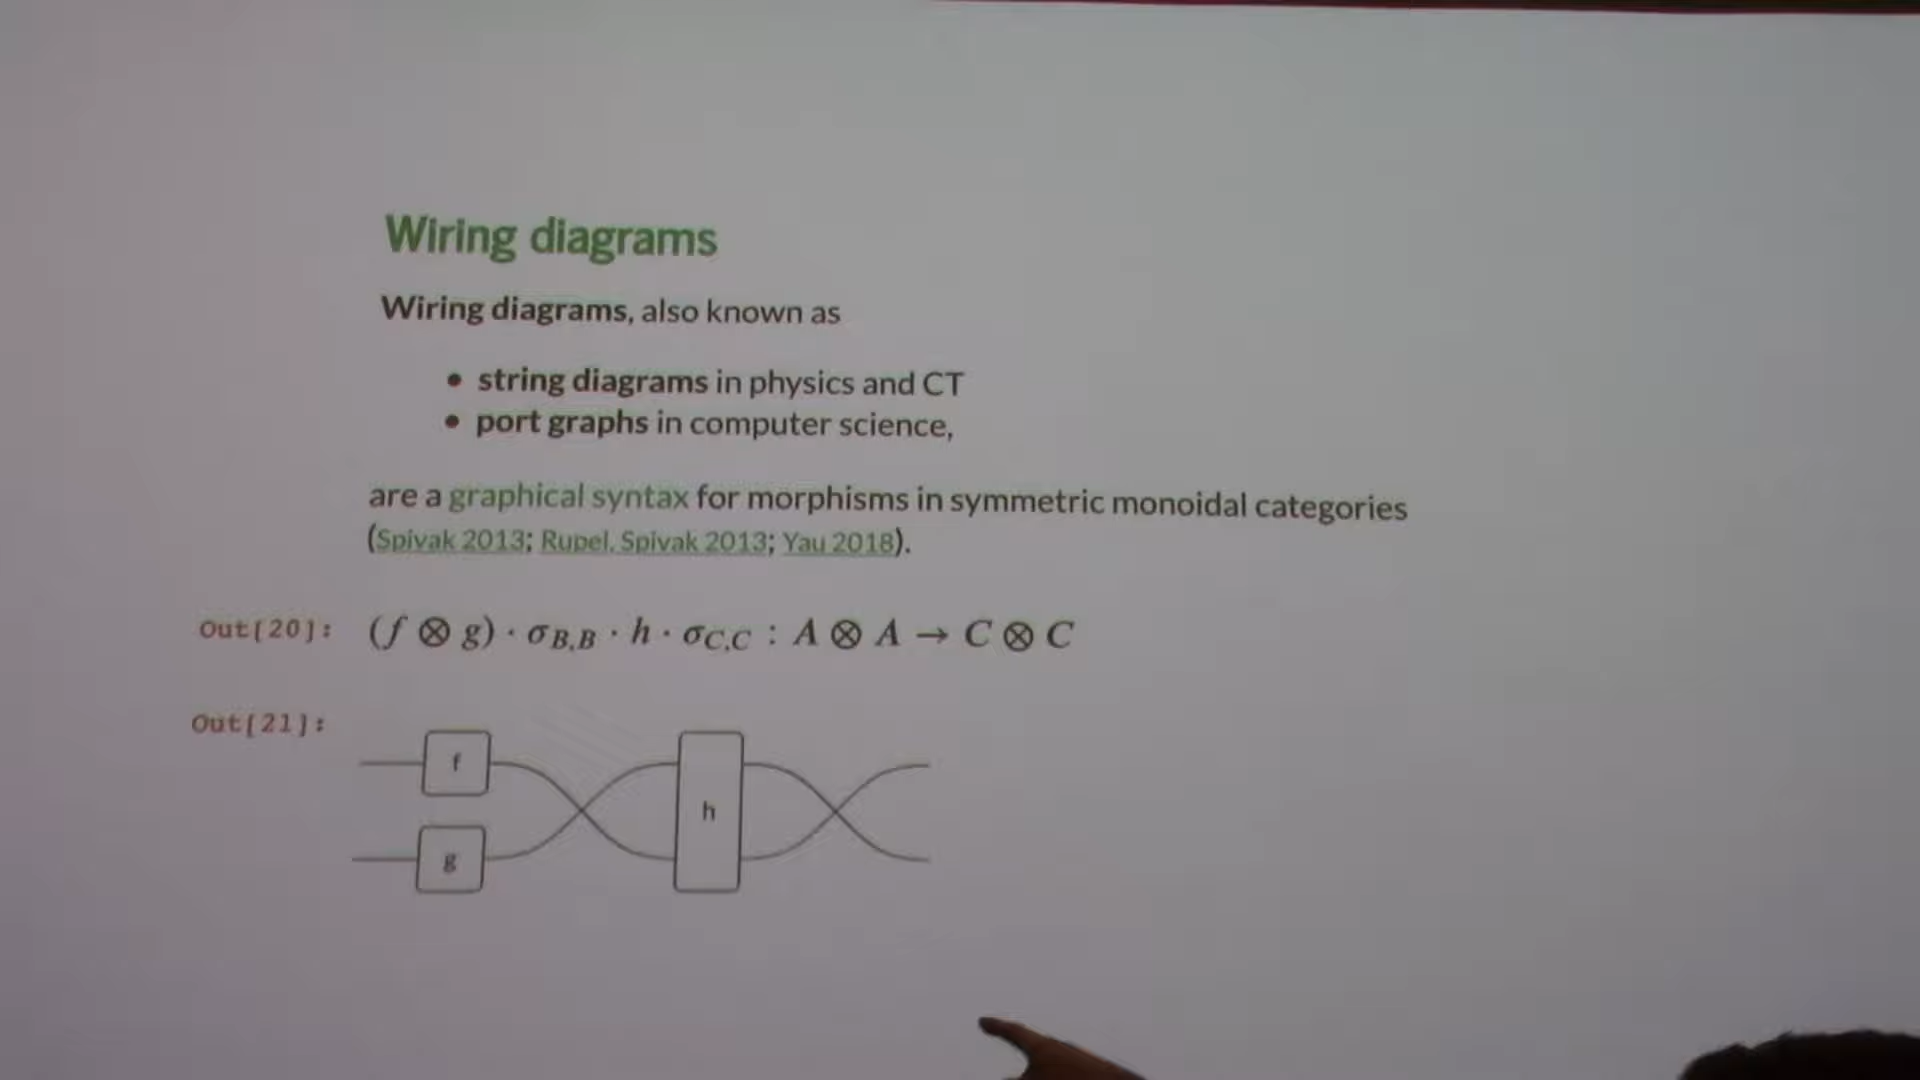 Wiring diagrams
Wiring diagrams, also known as
• string diagrams in physics and CT
• port graphs in computer science,
are a graphical syntax for morphisms in symmetric monoidal categories
(Spivak 2013; Rupel, Spivak 2013; Yau 2018).
Out[20]: (f ⊗ g) · σ_{B,B} · h · σ_{C,C} : A ⊗ A → C ⊗ C
Out[21]:
f
h
g